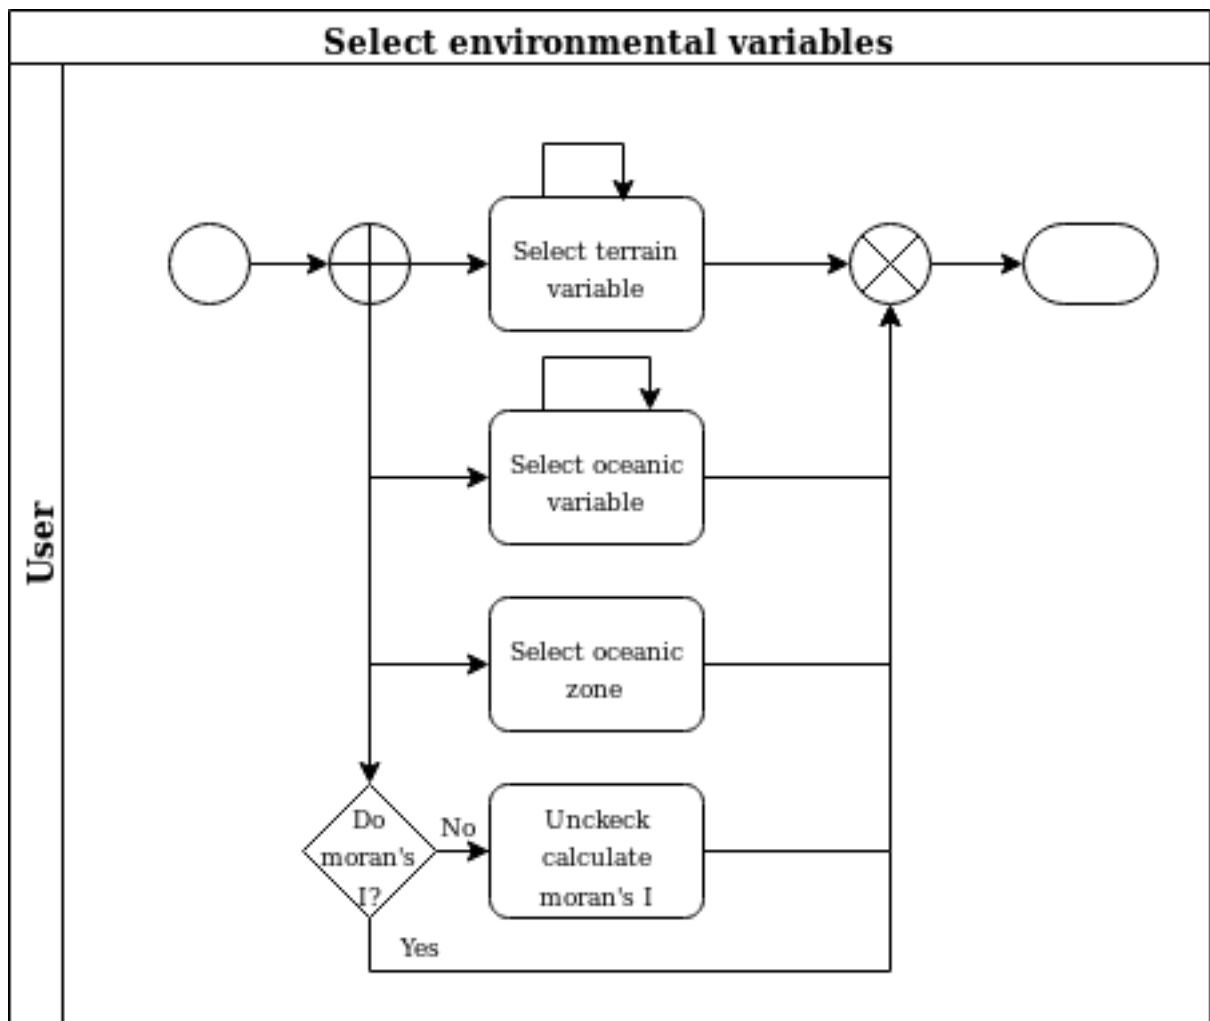 Select environmental variables
User
Select terrain
variable
Select oceanic
variable
Select oceanic
zone
Do
moran's
I?
No
Unckeck
calculate
moran's I
Yes